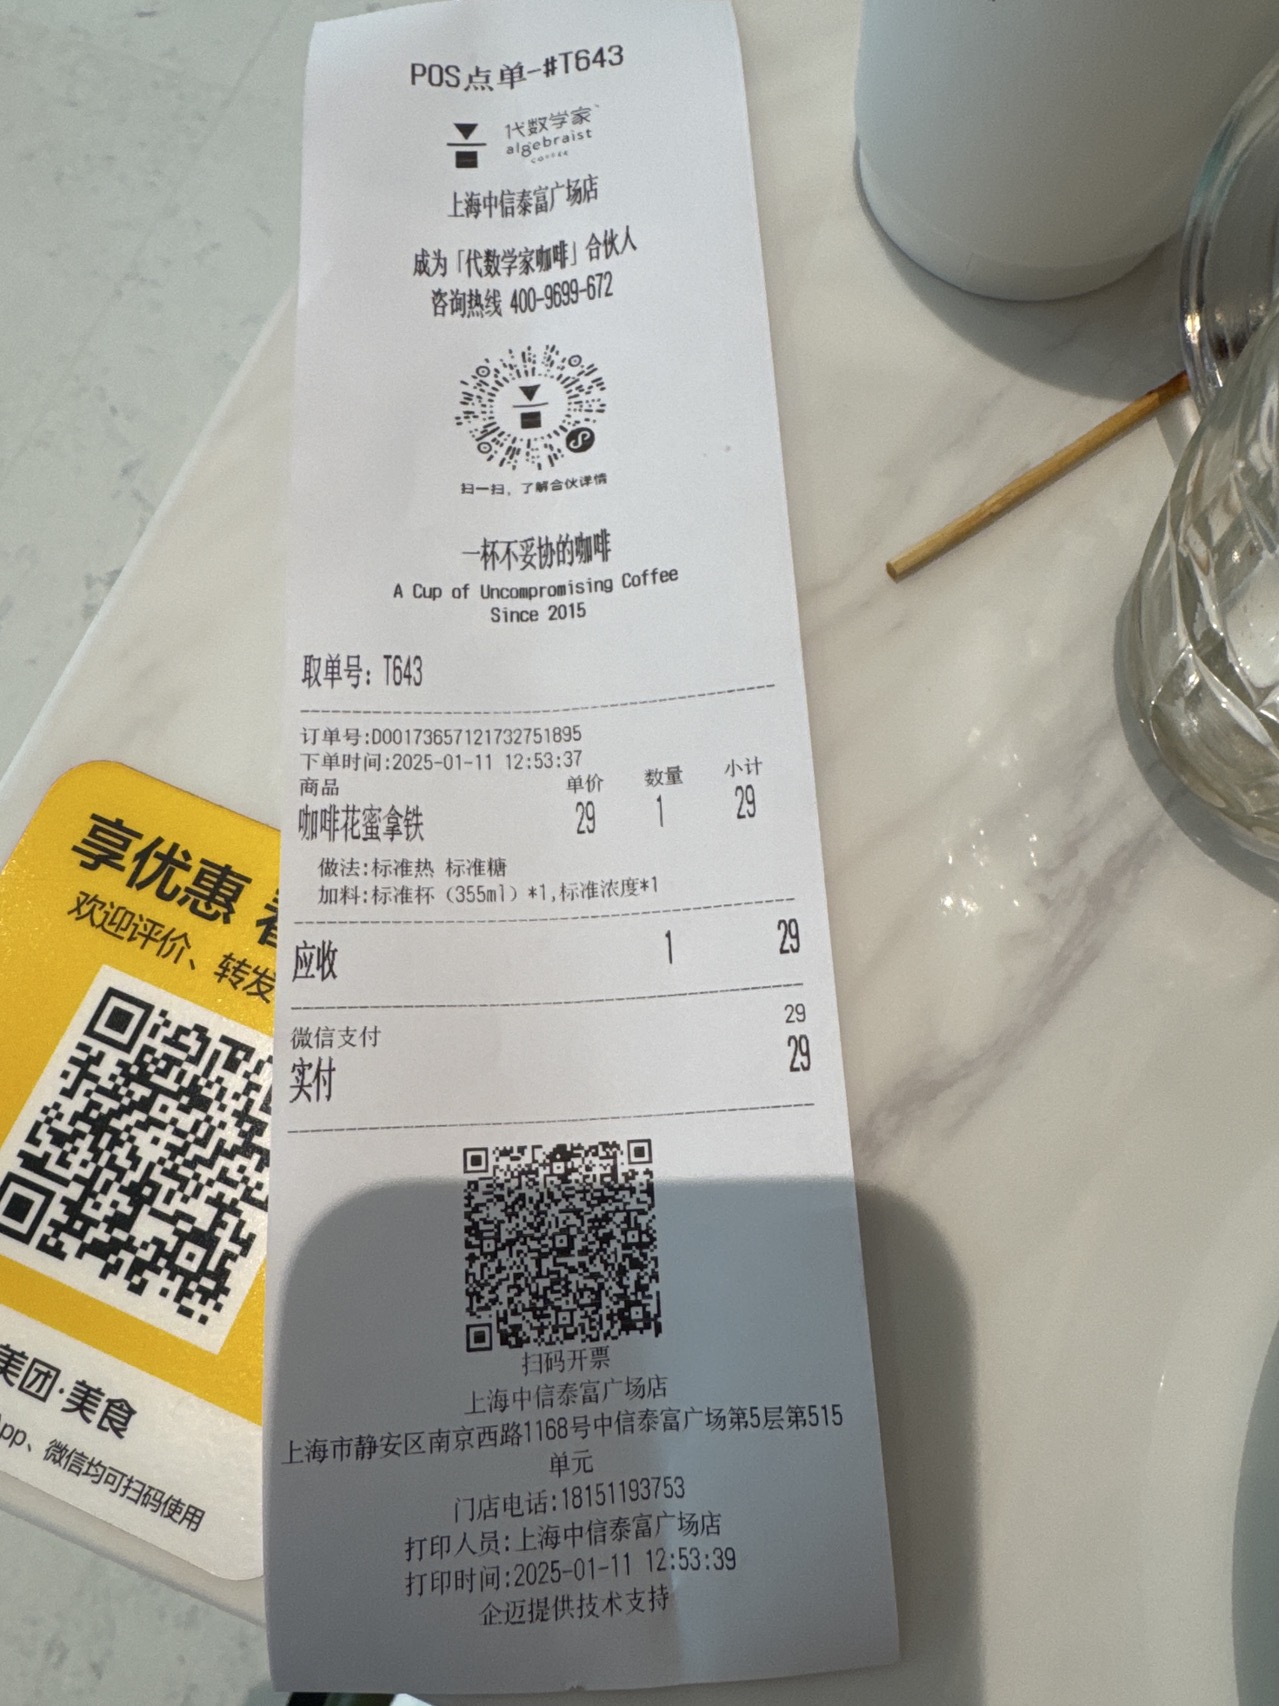 POS点单-#T643
代数学家
algebraist
COFFEE
上海中信泰富广场店
成为「代数学家咖啡」合伙人
咨询热线 400-9699-672
扫一扫，了解合伙详情
一杯不妥协的咖啡
A Cup of Uncompromising Coffee
Since 2015
取单号: T643
订单号:D00173657121732751895
下单时间:2025-01-11 12:53:37
商品 单价 数量 小计
咖啡花蜜拿铁 29 1 29
做法:标准热 标准糖
加料:标准杯（355ml）*1,标准浓度*1
应收 1 29
微信支付 29
实付 29
扫码开票
上海中信泰富广场店
上海市静安区南京西路1168号中信泰富广场第5层第515
单元
门店电话:18151193753
打印人员:上海中信泰富广场店
打印时间:2025-01-11 12:53:39
企迈提供技术支持
享优惠
欢迎评价、转发
美团·美食
App、微信均可扫码使用